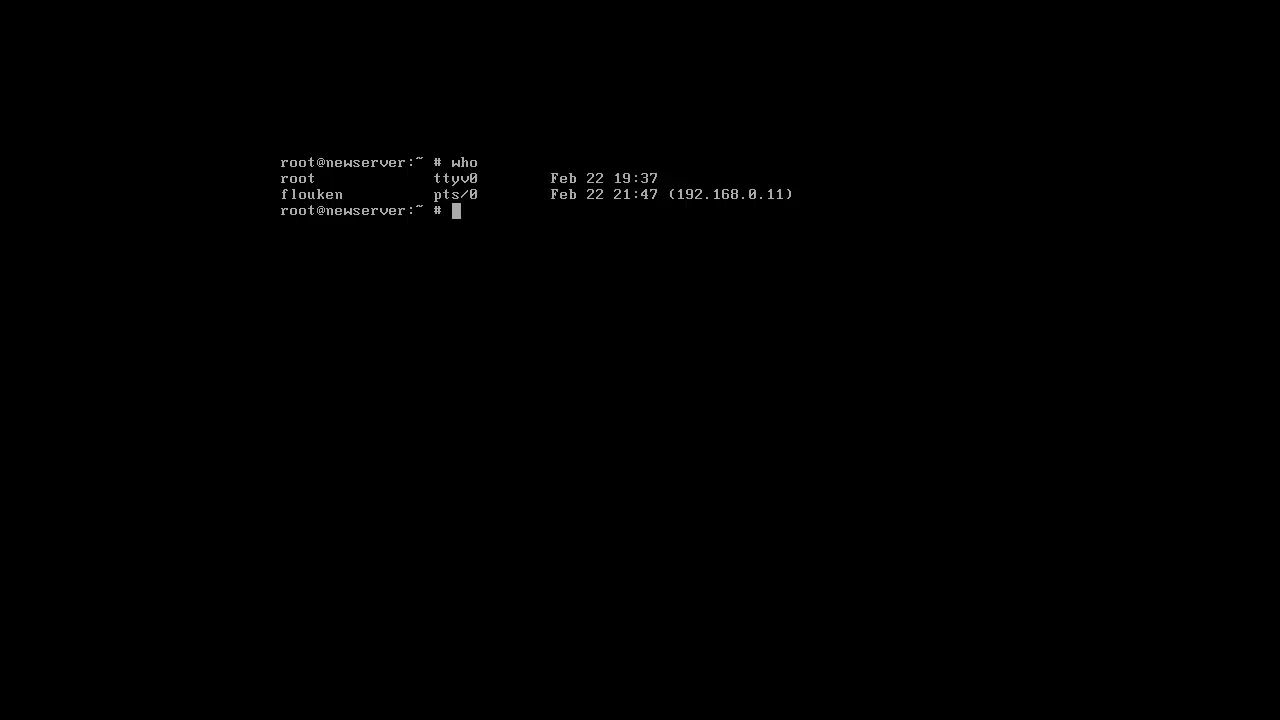 root@newserver:~ # who
root             ttyv0        Feb 22 19:37
flouken          pts/0        Feb 22 21:47 (192.168.0.11)
root@newserver:~ #